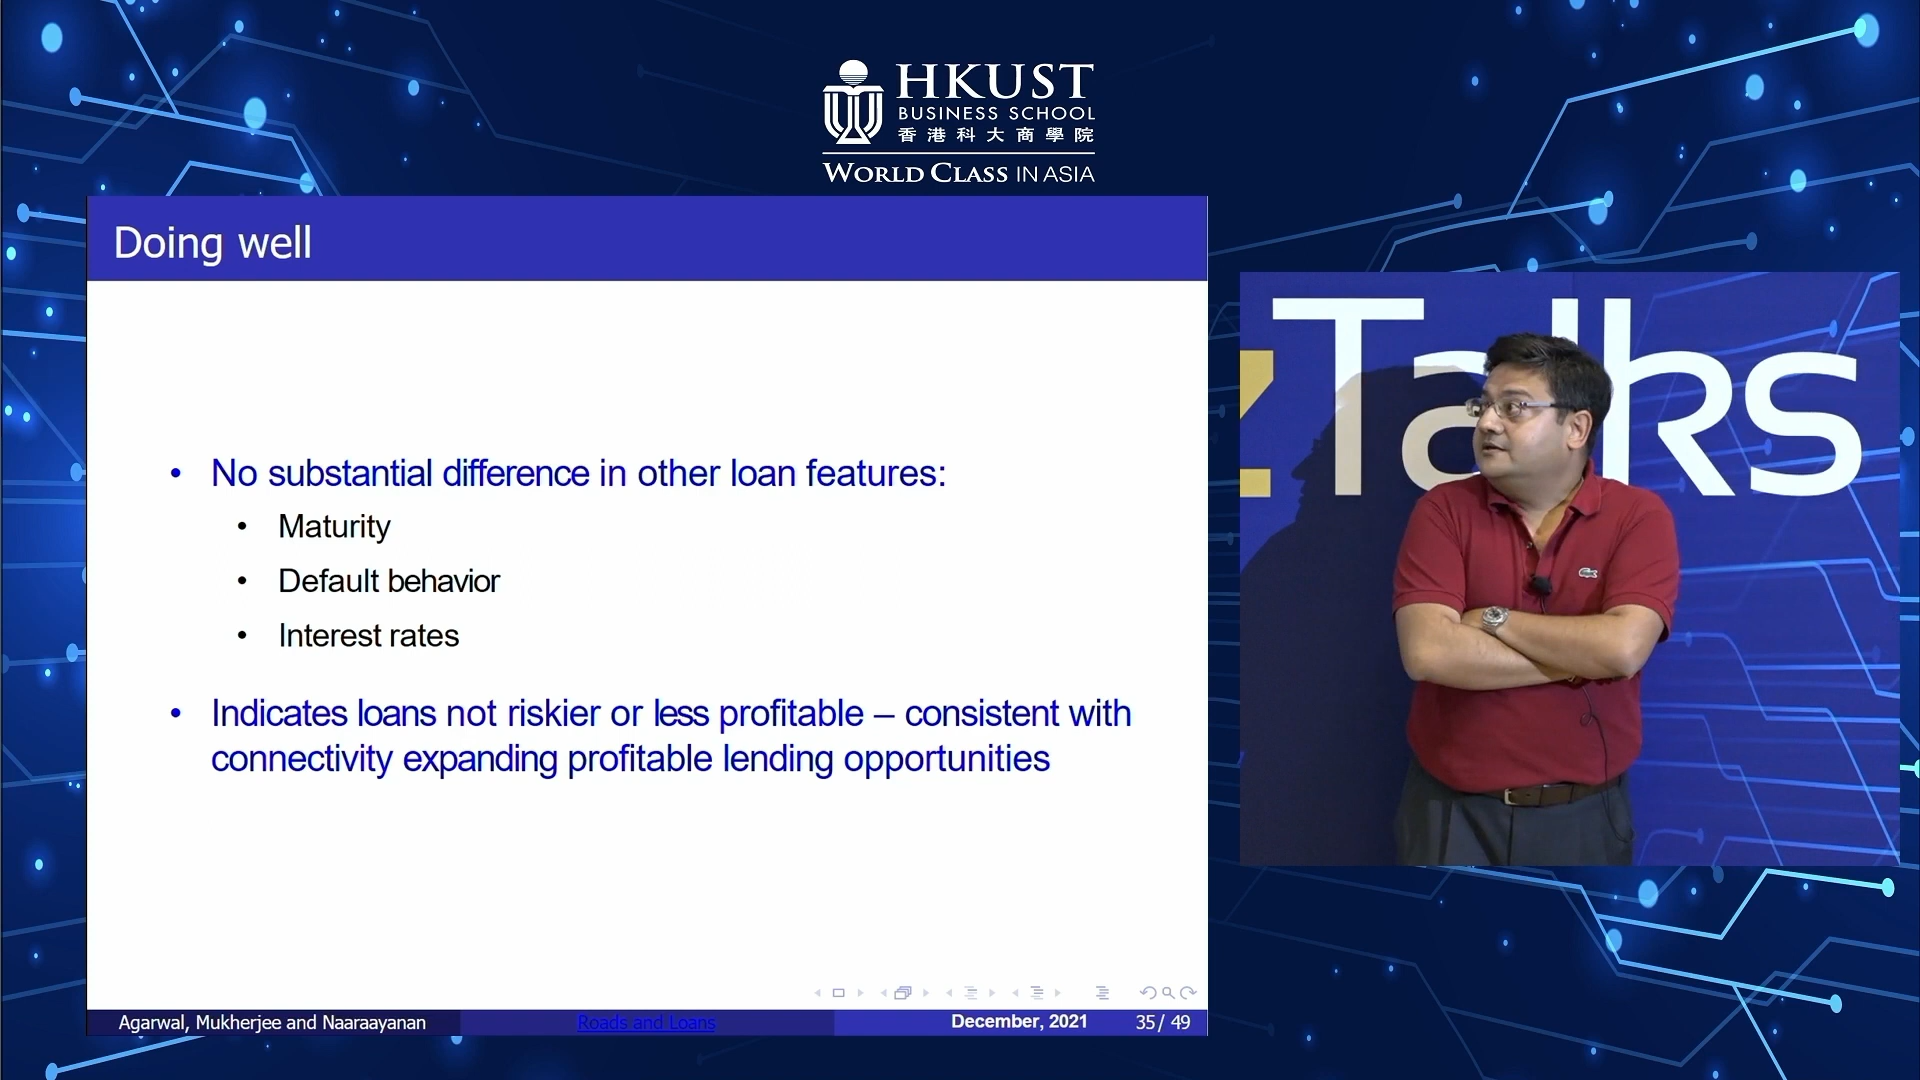 HKUST
BUSINESS SCHOOL
香港科大商學院
WORLD CLASS IN ASIA
Doing well
• No substantial difference in other loan features:
• Maturity
• Default behavior
• Interest rates
• Indicates loans not riskier or less profitable – consistent with
connectivity expanding profitable lending opportunities
Agarwal, Mukherjee and Naaraayanan
Roads and Loans
December, 2021
35/ 49
Talks